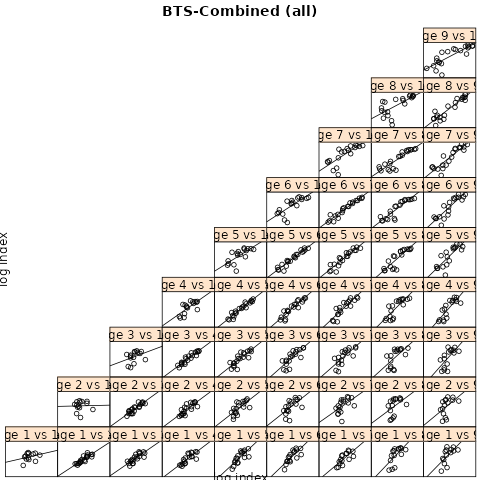 BTS-Combined (all)
ge 9 vs 1
ge 8 vs 1 ge 8 vs 9
ge 7 vs 1 ge 7 vs 8 ge 7 vs 9
ge 6 vs 1 ge 6 vs ge 6 vs ge 6 vs 9
ge 5 vs 1 ge 5 vs ge 5 vs ge 5 vs ge 5 vs 9
ge 4 vs 1 ge 4 vs ge 4 vs ge 4 vs ge 4 vs ge 4 vs 9
ge 3 vs 1 ge 3 vs ge 3 vs ge 3 vs ge 3 vs ge 3 vs ge 3 vs 9
ge 2 vs 1 ge 2 vs ge 2 vs ge 2 vs ge 2 vs ge 2 vs ge 2 vs ge 2 vs 9
ge 1 vs 1 ge 1 vs ge 1 vs ge 1 vs ge 1 vs ge 1 vs ge 1 vs ge 1 vs ge 1 vs 9
log index
log index